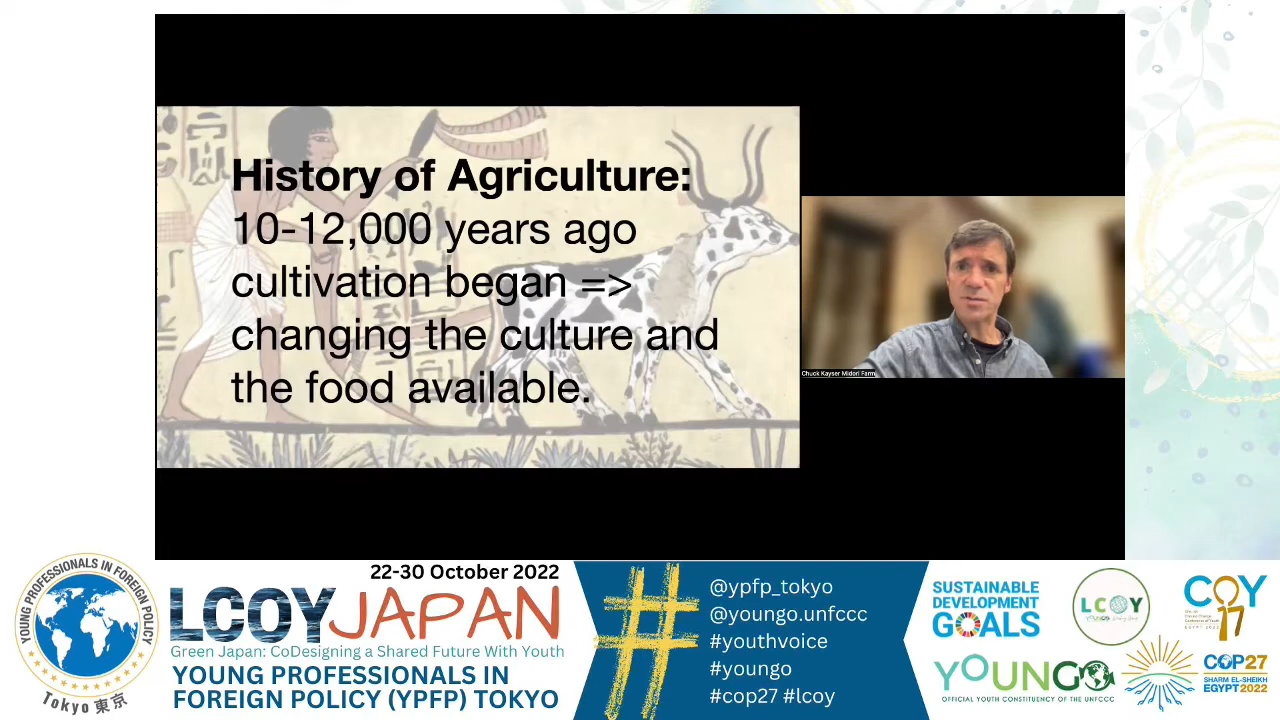 History of Agriculture:
10-12,000 years ago
cultivation began =>
changing the culture and
the food available.
Chuck Kayser Midori Farm
YOUNG PROFESSIONALS IN FOREIGN POLICY
Tokyo 東京
22-30 October 2022
LCOY JAPAN
Green Japan: CoDesigning a Shared Future With Youth
YOUNG PROFESSIONALS IN
FOREIGN POLICY (YPFP) TOKYO
#
@ypfp_tokyo
@youngo.unfccc
#youthvoice
#youngo
#cop27 #lcoy
SUSTAINABLE
DEVELOPMENT
GOALS
LCOY
COY
17
YOUNGO
OFFICIAL YOUTH CONSTITUENCY OF THE UNFCCC
COP27
SHARM EL-SHEIKH
EGYPT2022